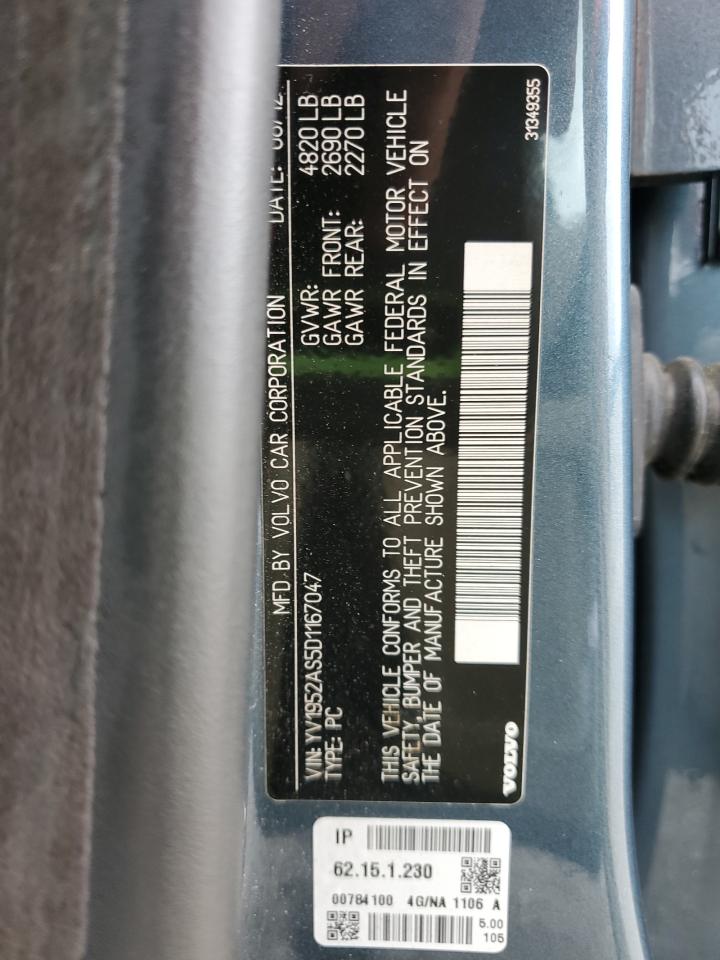 MFD BY VOLVO CAR CORPORATION DATE:
VIN: YV1952AS5D1167047 GVWR: 4820 LB
TYPE: PC GAWR FRONT: 2690 LB
GAWR REAR: 2270 LB
THIS VEHICLE CONFORMS TO ALL APPLICABLE FEDERAL MOTOR VEHICLE
SAFETY, BUMPER AND THEFT PREVENTION STANDARDS IN EFFECT ON
THE DATE OF MANUFACTURE SHOWN ABOVE.
VOLVO 31349355
IP
62.15.1.230
00784100 4G/NA 1106 A
5.00
105